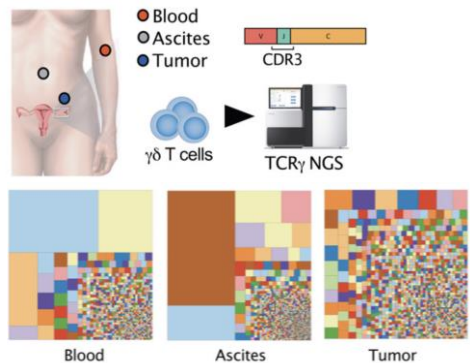 Blood
Ascites
Tumor
V J C
CDR3
γδ T cells
TCRγ NGS
Blood
Ascites
Tumor